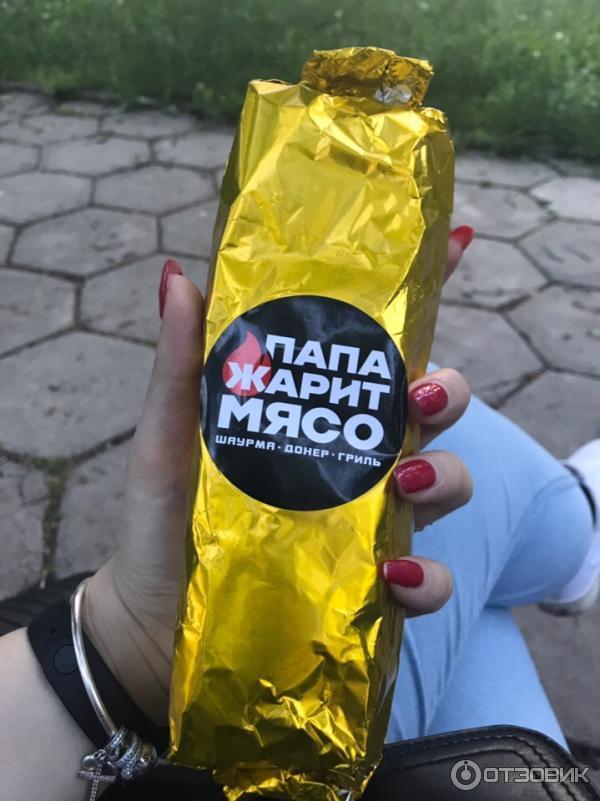 ПАПА
ЖАРИТ
МЯСО
ШАУРМА · ДОНЕР · ГРИЛЬ
ОТЗОВИК